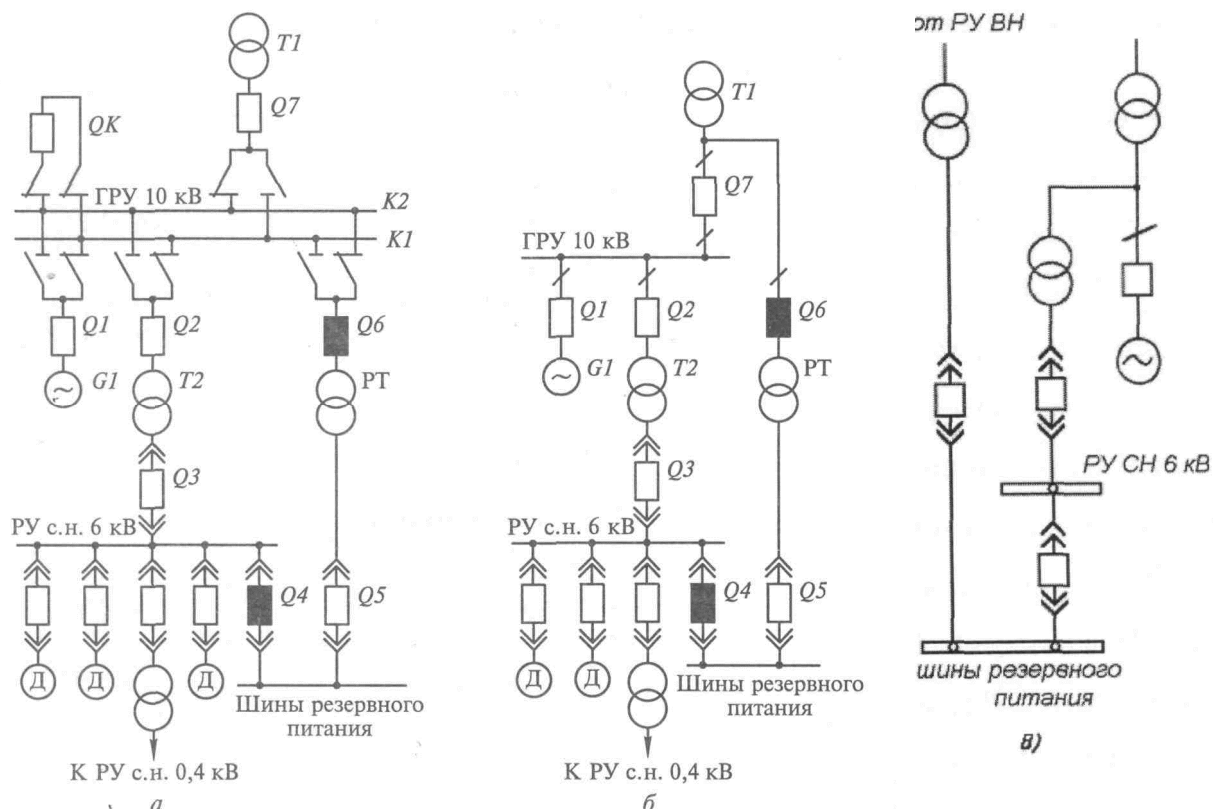 T1
Q7
QK
ГРУ 10 кВ
K2
K1
Q1
Q2
Q6
G1
T2
РТ
Q3
РУ с.н. 6 кВ
Q4
Q5
Д
Д
Д
Шины резервного
питания
К РУ с.н. 0,4 кВ
а
T1
Q7
ГРУ 10 кВ
Q1
Q2
Q6
G1
T2
РТ
Q3
РУ с.н. 6 кВ
Q4
Q5
Д
Д
Шины резервного
питания
К РУ с.н. 0,4 кВ
б
от РУ ВН
РУ СН 6 кВ
шины резервного
питания
в)